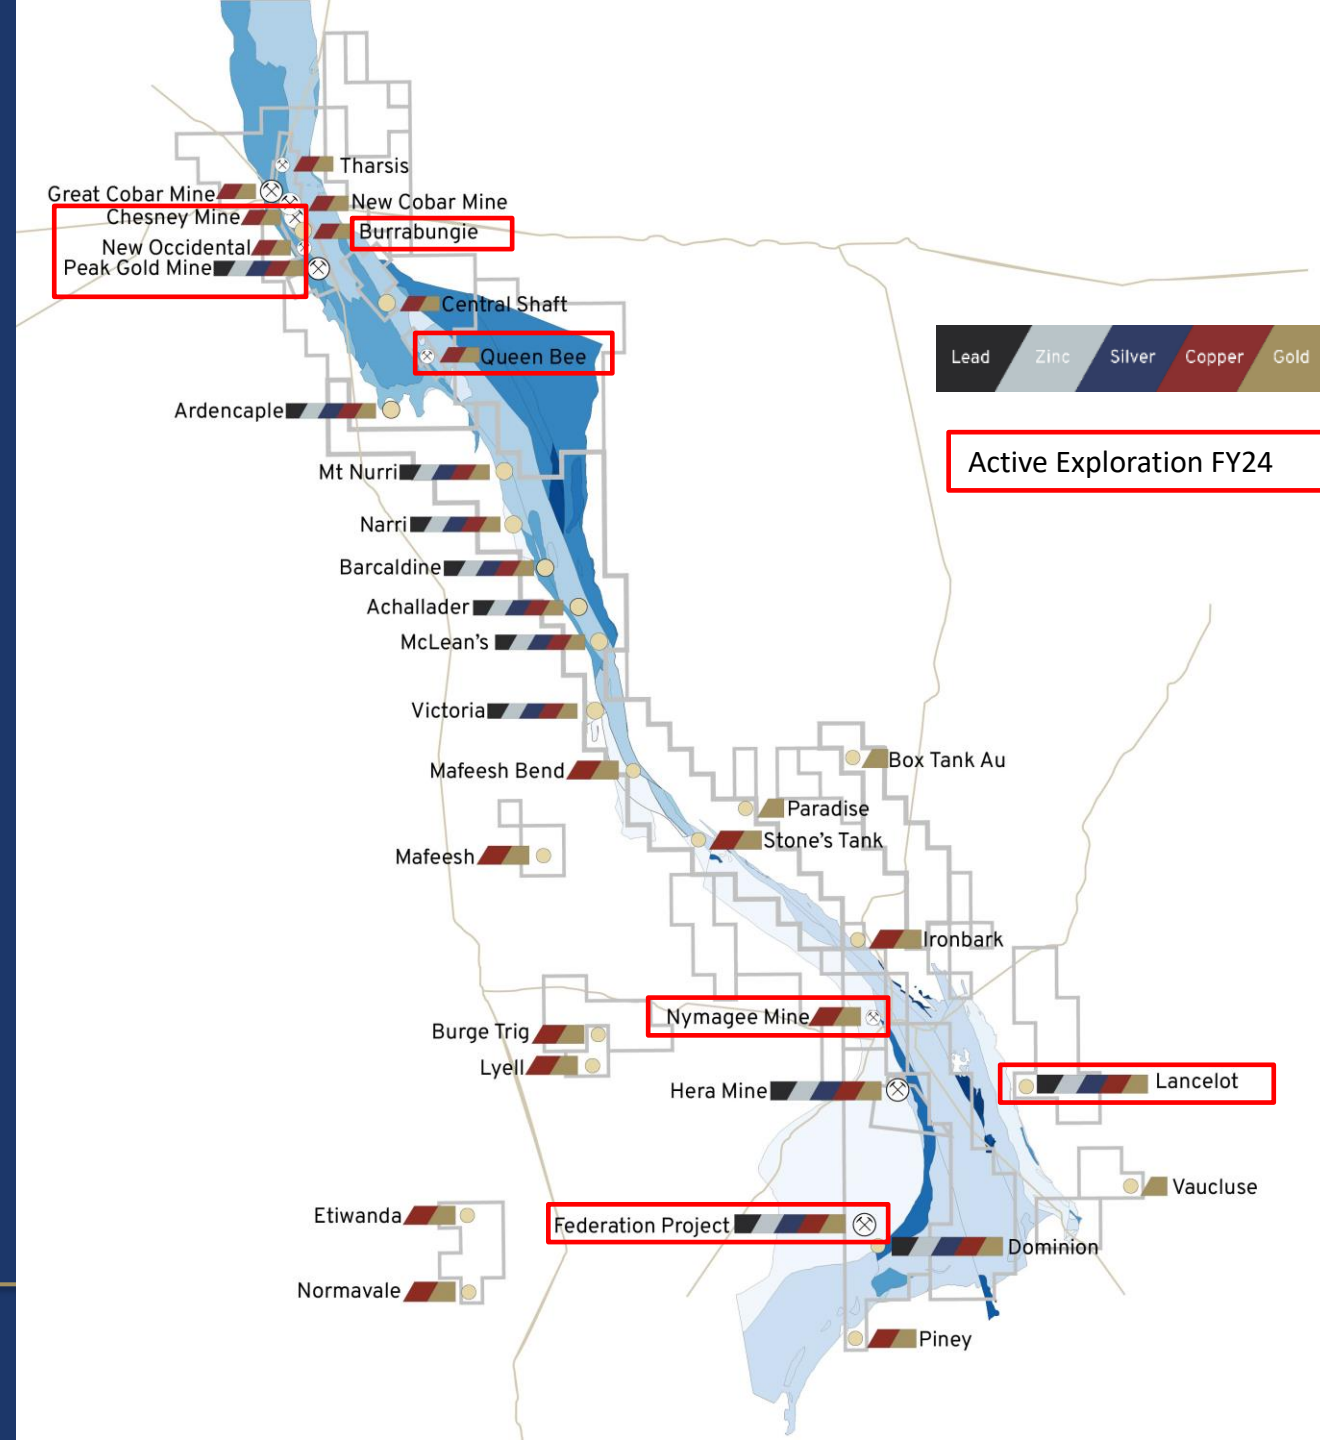 Tharsis
Great Cobar Mine
New Cobar Mine
Chesney Mine
Burrabungie
New Occidental
Peak Gold Mine
Central Shaft
Queen Bee
Lead Zinc Silver Copper Gold
Ardencaple
Active Exploration FY24
Mt Nurri
Narri
Barcaldine
Achallader
McLean's
Victoria
Box Tank Au
Mafeesh Bend
Paradise
Stone's Tank
Mafeesh
Ironbark
Nymagee Mine
Burge Trig
Lyell
Hera Mine
Lancelot
Vaucluse
Etiwanda
Federation Project
Dominion
Normavale
Piney